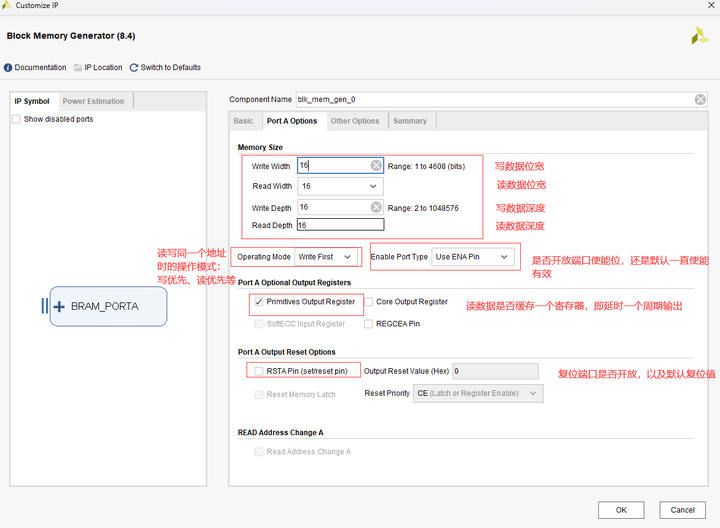 Customize IP
Block Memory Generator (8.4)
Documentation
IP Location
Switch to Defaults
IP Symbol
Power Estimation
Show disabled ports
BRAM_PORTA
Component Name
blk_mem_gen_0
Basic
Port A Options
Other Options
Summary
Memory Size
Write Width
16
Range: 1 to 4608 (bits)
写数据位宽
Read Width
16
读数据位宽
Write Depth
16
Range: 2 to 1048576
写数据深度
Read Depth
16
读数据深度
读写同一个地址
时的操作模式：
写优先、读优先等
Operating Mode
Write First
Enable Port Type
Use ENA Pin
是否开放端口使能位，还是默认一直使能
有效
Port A Optional Output Registers
Primitives Output Register
Core Output Register
读数据是否缓存一个寄存器，即延时一个周期输出
SoftECC Input Register
REGCEA Pin
Port A Output Reset Options
RSTA Pin (set/reset pin)
Output Reset Value (Hex)
0
复位端口是否开放，以及默认复位值
Reset Memory Latch
Reset Priority
CE (Latch or Register Enable)
READ Address Change A
Read Address Change A
OK
Cancel